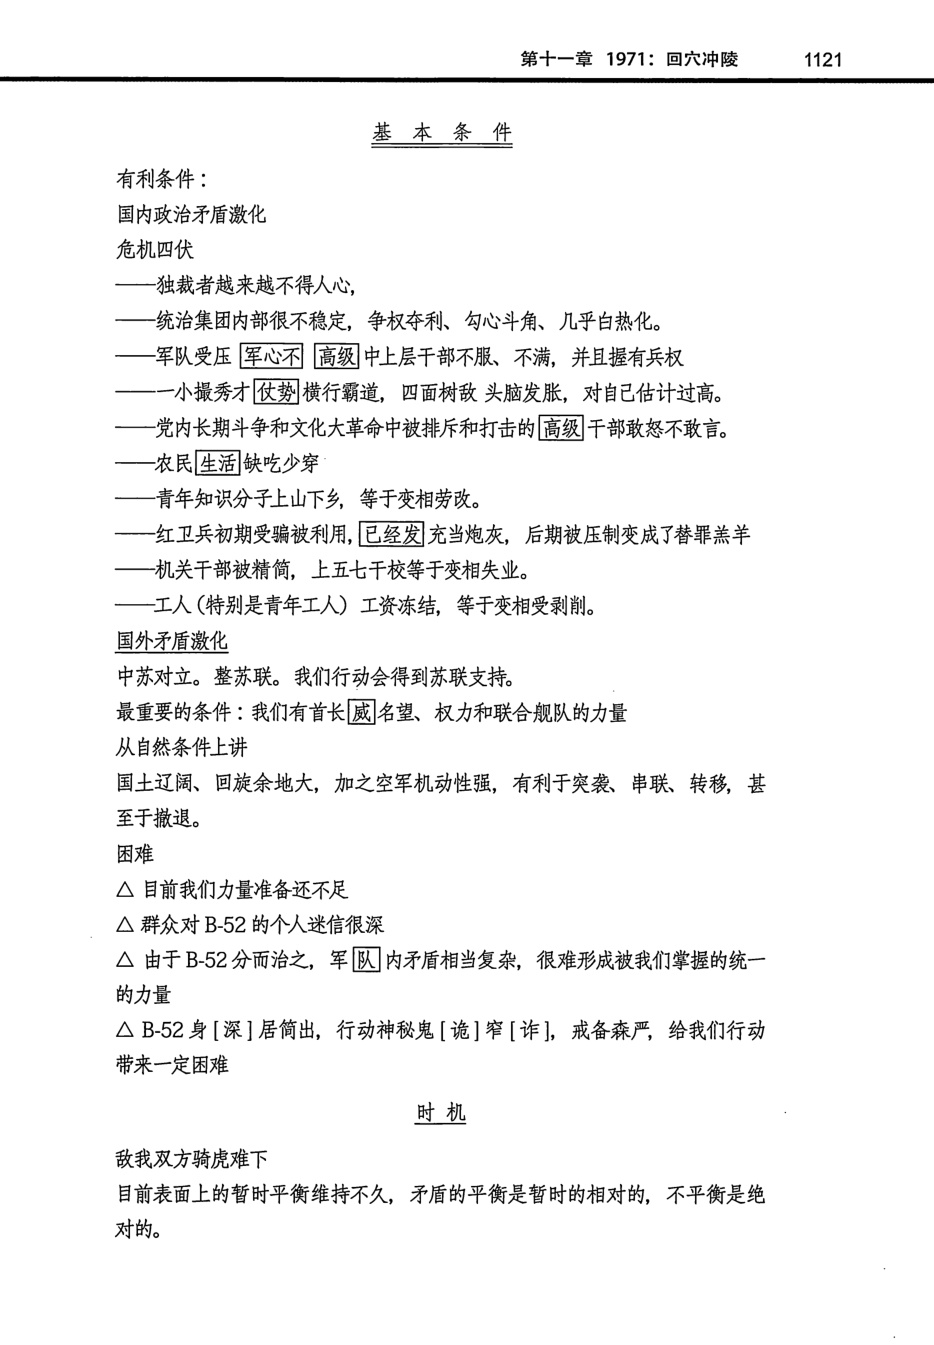 第十一章 1971：回穴冲陵 1121
基本条件
有利条件：
国内政治矛盾激化
危机四伏
——独裁者越来越不得人心，
——统治集团内部很不稳定，争权夺利、勾心斗角、几乎白热化。
——军队受压 军心不 高级 中上层干部不服、不满，并且握有兵权
——一小撮秀才 仗势 横行霸道，四面树敌 头脑发胀，对自己估计过高。
——党内长期斗争和文化大革命中被排斥和打击的 高级 干部敢怒不敢言。
——农民 生活 缺吃少穿
——青年知识分子上山下乡，等于变相劳改。
——红卫兵初期受骗被利用，已经发 充当炮灰，后期被压制变成了替罪羔羊
——机关干部被精简，上五七干校等于变相失业。
——工人（特别是青年工人）工资冻结，等于变相受剥削。
国外矛盾激化
中苏对立。整苏联。我们行动会得到苏联支持。
最重要的条件：我们有首长 威 名望、权力和联合舰队的力量
从自然条件上讲
国土辽阔、回旋余地大，加之空军机动性强，有利于突袭、串联、转移，甚
至于撤退。
困难
△ 目前我们力量准备还不足
△ 群众对 B-52 的个人迷信很深
△ 由于 B-52 分而治之，军 队 内矛盾相当复杂，很难形成被我们掌握的统一
的力量
△ B-52 身［深］居简出，行动神秘鬼［诡］窄［诈］，戒备森严，给我们行动
带来一定困难
时机
敌我双方骑虎难下
目前表面上的暂时平衡维持不久，矛盾的平衡是暂时的相对的，不平衡是绝
对的。